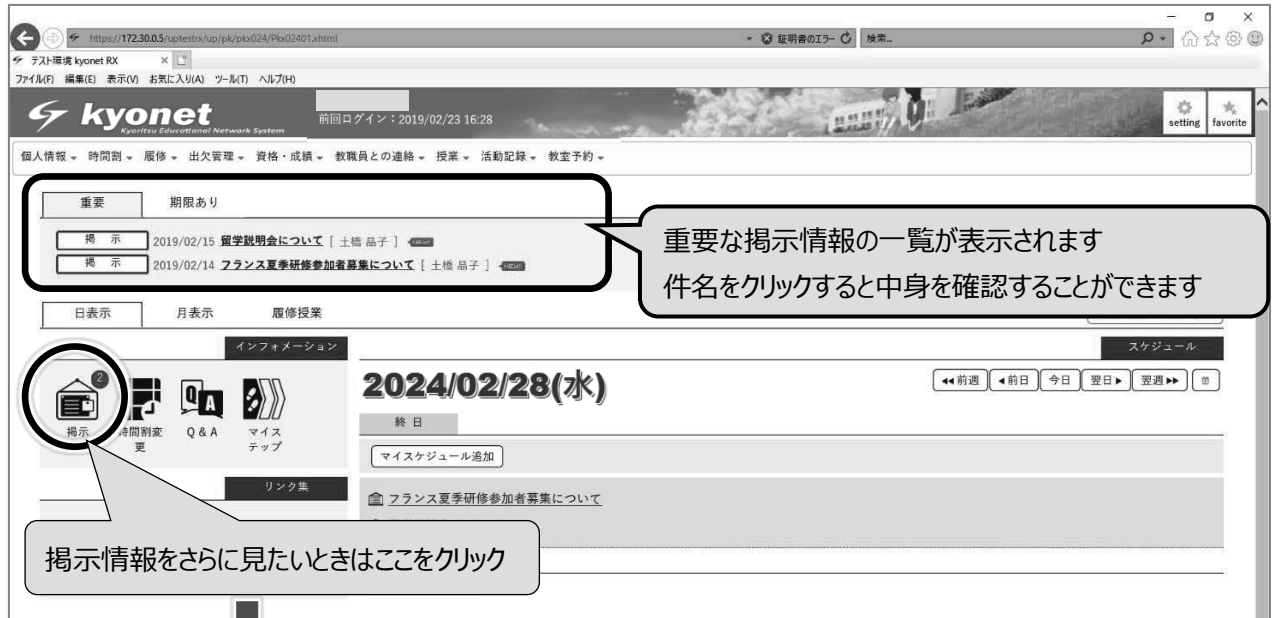 https://172.30.0.5/uptestrx/up/pk/pkx024/Pkx02401.xhtml
証明書のエラー
検索...
テスト環境 kyonet RX
ファイル(F) 編集(E) 表示(V) お気に入り(A) ツール(T) ヘルプ(H)
kyonet
Kyoritsu Educational Network System
前回ログイン：2019/02/23 16:28
setting favorite
個人情報 時間割 履修 出欠管理 資格・成績 教職員との連絡 授業 活動記録 教室予約
重要 期限あり
掲 示 2019/02/15 留学説明会について [ 土橋 晶子 ] NEW!
掲 示 2019/02/14 フランス夏季研修参加者募集について [ 土橋 晶子 ] NEW!
重要な掲示情報の一覧が表示されます
件名をクリックすると中身を確認することができます
日表示 月表示 履修授業
インフォメーション
スケジュール
2
掲示
時間割変
更
Q & A
マイス
テップ
2024/02/28(水)
前週 前日 今日 翌日 翌週
終 日
マイスケジュール追加
リンク集
フランス夏季研修参加者募集について
掲示情報をさらに見たいときはここをクリック